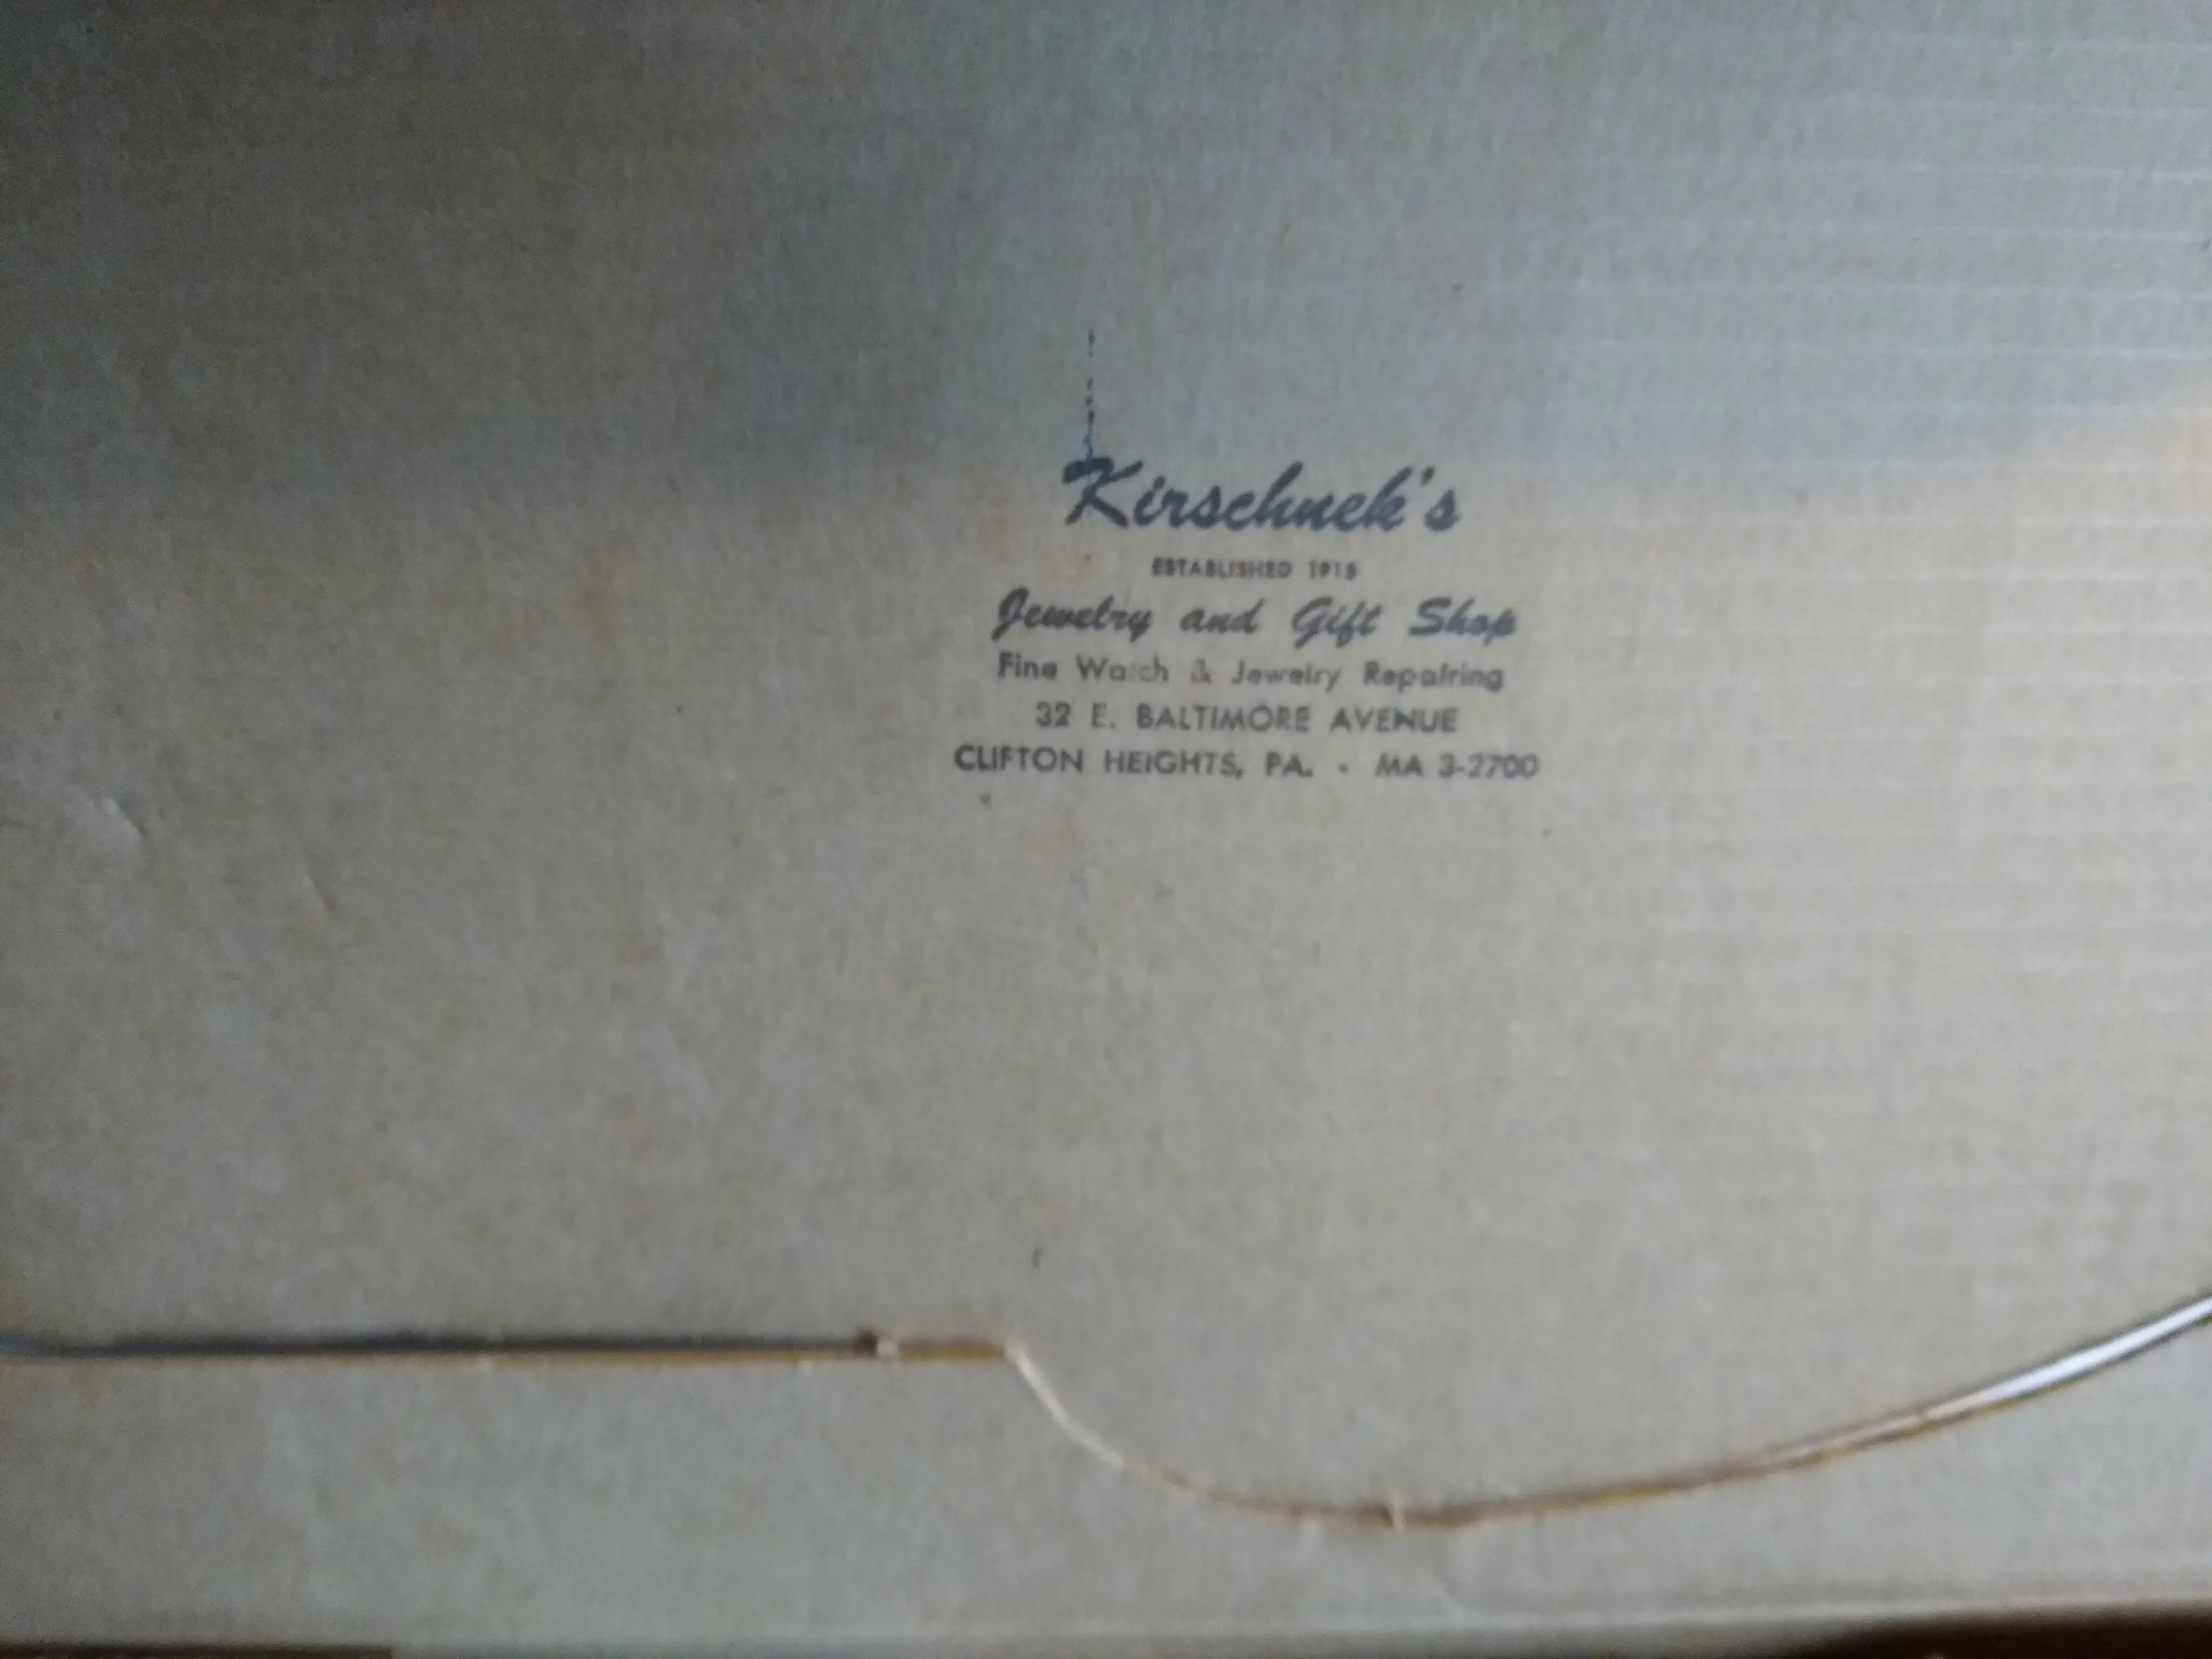 Kirschnek's
ESTABLISHED 1915
Jewelry and Gift Shop
Fine Watch & Jewelry Repairing
32 E. BALTIMORE AVENUE
CLIFTON HEIGHTS, PA. - MA 3-2700